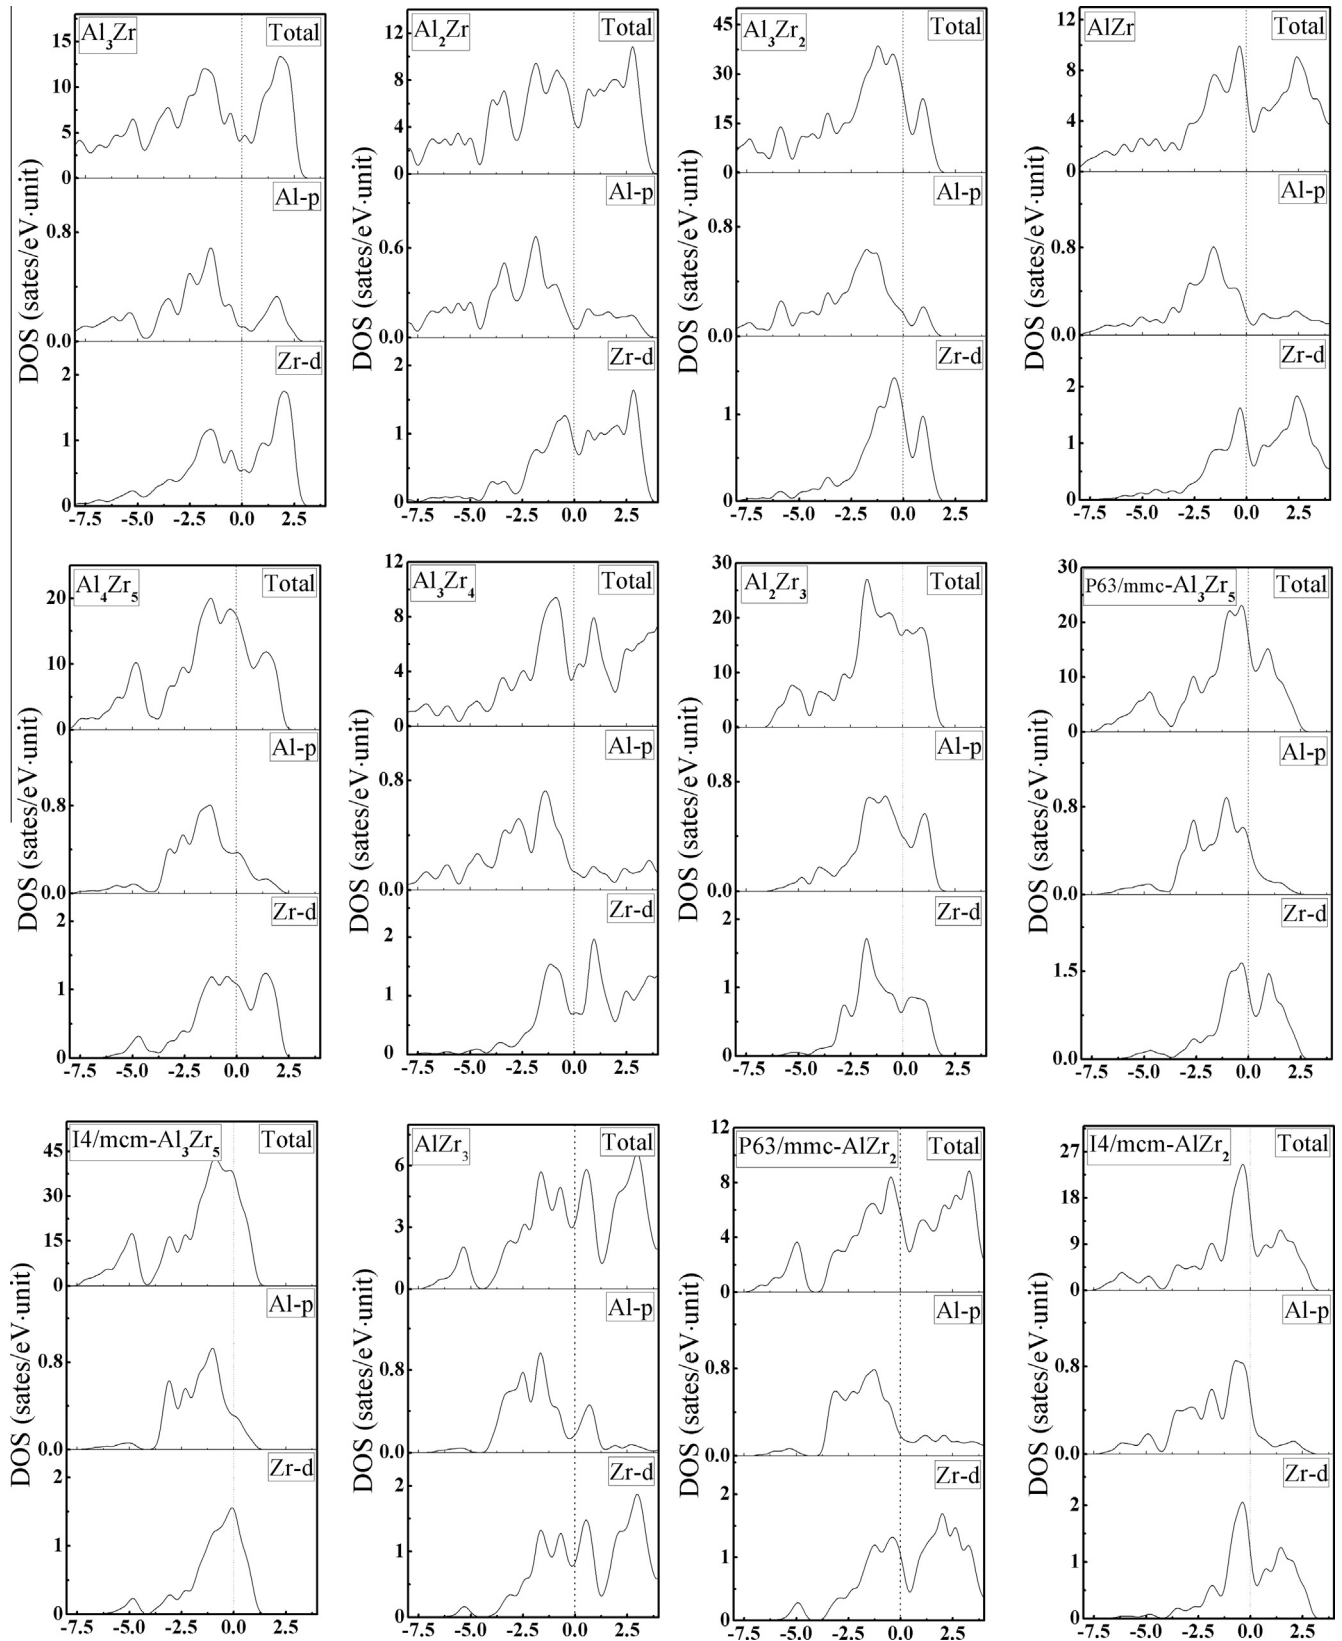 Al3Zr Total
15
10
5
0
Al-p
0.8
0.0
Zr-d
2
1
0
-7.5 -5.0 -2.5 0.0 2.5
DOS (sates/eV·unit)
Al2Zr Total
12
8
4
0
Al-p
0.6
0.0
Zr-d
2
1
0
-7.5 -5.0 -2.5 0.0 2.5
DOS (sates/eV·unit)
Al3Zr2 Total
45
30
15
0
Al-p
0.8
0.0
Zr-d
1
0
-7.5 -5.0 -2.5 0.0 2.5
DOS (sates/eV·unit)
AlZr Total
12
8
4
0
Al-p
0.8
0.0
Zr-d
2
1
0
-7.5 -5.0 -2.5 0.0 2.5
DOS (sates/eV·unit)
Al4Zr5 Total
20
10
0
Al-p
0.8
0.0
Zr-d
2
1
0
-7.5 -5.0 -2.5 0.0 2.5
DOS (sates/eV·unit)
Al3Zr4 Total
12
8
4
0
Al-p
0.8
0.0
Zr-d
2
1
0
-7.5 -5.0 -2.5 0.0 2.5
DOS (sates/eV·unit)
Al2Zr3 Total
30
20
10
0
Al-p
0.8
0.0
Zr-d
2
1
0
-7.5 -5.0 -2.5 0.0 2.5
DOS (sates/eV·unit)
P63/mmc-Al3Zr5 Total
30
20
10
0
Al-p
0.8
0.0
Zr-d
1.5
0.0
-7.5 -5.0 -2.5 0.0 2.5
DOS (sates/eV·unit)
I4/mcm-Al3Zr5 Total
45
30
15
0
Al-p
0.8
0.0
Zr-d
2
1
0
-7.5 -5.0 -2.5 0.0 2.5
DOS (sates/eV·unit)
AlZr3 Total
6
3
0
Al-p
0.8
0.0
Zr-d
2
1
0
-7.5 -5.0 -2.5 0.0 2.5
DOS (sates/eV·unit)
P63/mmc-AlZr2 Total
12
8
4
0
Al-p
0.8
0.0
Zr-d
2
1
0
-7.5 -5.0 -2.5 0.0 2.5
DOS (sates/eV·unit)
I4/mcm-AlZr2 Total
27
18
9
0
Al-p
0.8
0.0
Zr-d
2
1
0
-7.5 -5.0 -2.5 0.0 2.5
DOS (sates/eV·unit)